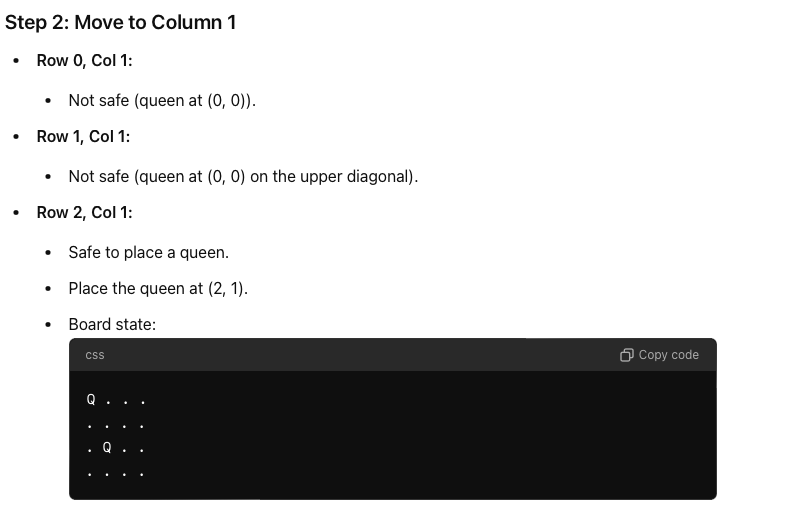 Step 2: Move to Column 1
• Row 0, Col 1:
• Not safe (queen at (0, 0)).
• Row 1, Col 1:
• Not safe (queen at (0, 0) on the upper diagonal).
• Row 2, Col 1:
• Safe to place a queen.
• Place the queen at (2, 1).
• Board state:
css Copy code
Q . . .
. . . .
. Q . .
. . . .